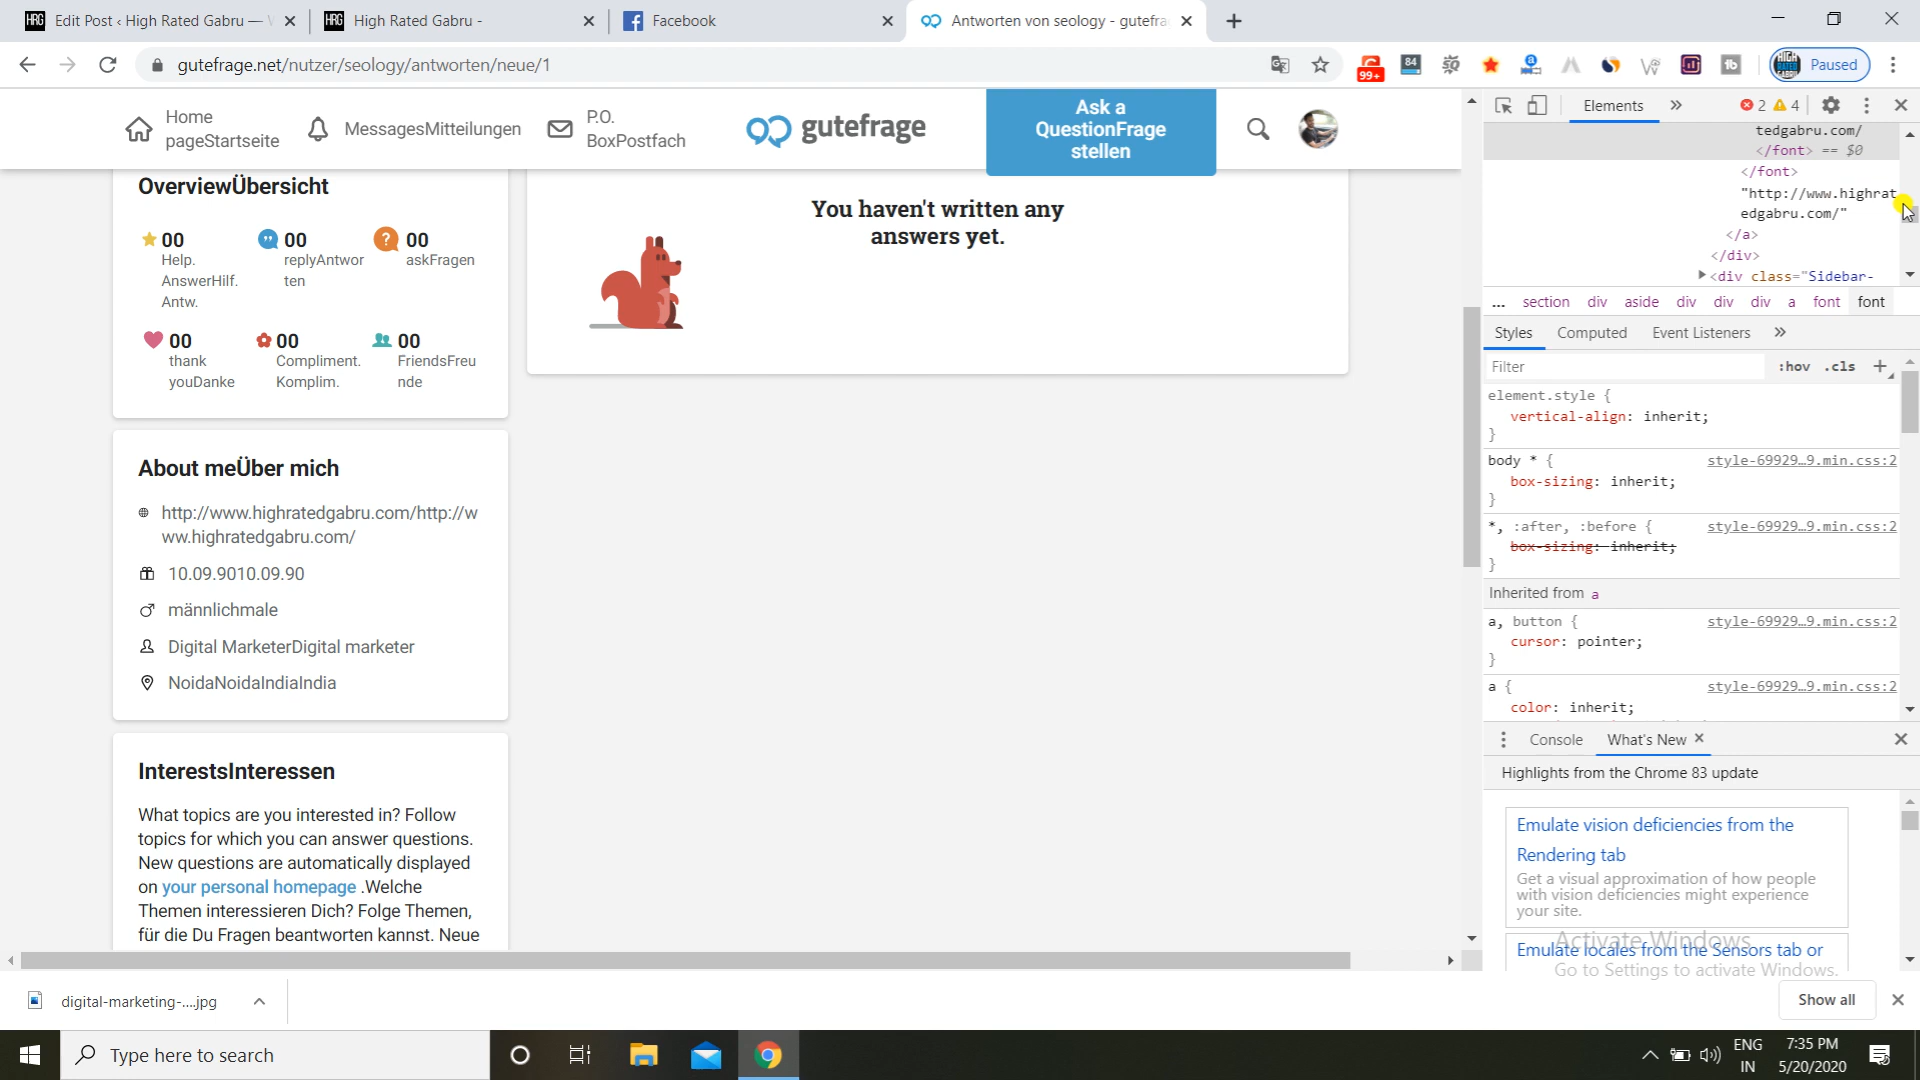 HRG Edit Post ‹ High Rated Gabru —
HRG High Rated Gabru -
Facebook
Antworten von seology - gutefra
gutefrage.net/nutzer/seology/antworten/neue/1
99+
84
Paused
Home
pageStartseite
MessagesMitteilungen
P.O.
BoxPostfach
gutefrage
Ask a
QuestionFrage
stellen
OverviewÜbersicht
00
Help.
AnswerHilf.
Antw.
00
replyAntwor
ten
00
askFragen
00
thank
youDanke
00
Compliment.
Komplim.
00
FriendsFreu
nde
You haven't written any
answers yet.
About meÜber mich
http://www.highratedgabru.com/http://w
ww.highratedgabru.com/
10.09.9010.09.90
männlichmale
Digital MarketerDigital marketer
NoidaNoidaIndiaIndia
InterestsInteressen
What topics are you interested in? Follow
topics for which you can answer questions.
New questions are automatically displayed
on your personal homepage .Welche
Themen interessieren Dich? Folge Themen,
für die Du Fragen beantworten kannst. Neue
Elements
2
4
tedgabru.com/
</font> == $0
</font>
"http://www.highrat
edgabru.com/"
</a>
</div>
<div class="Sidebar-
... section div aside div div div a font font
Styles Computed Event Listeners
Filter
:hov .cls
element.style {
vertical-align: inherit;
}
body * {
style-69929…9.min.css:2
box-sizing: inherit;
}
*, :after, :before {
style-69929…9.min.css:2
box-sizing: inherit;
}
Inherited from a
a, button {
style-69929…9.min.css:2
cursor: pointer;
}
a {
style-69929…9.min.css:2
color: inherit;
Console
What's New
Highlights from the Chrome 83 update
Emulate vision deficiencies from the
Rendering tab
Get a visual approximation of how people
with vision deficiencies might experience
your site.
Emulate locales from the Sensors tab or
Activate Windows
Go to Settings to activate Windows.
digital-marketing-....jpg
Show all
Type here to search
ENG
IN
7:35 PM
5/20/2020